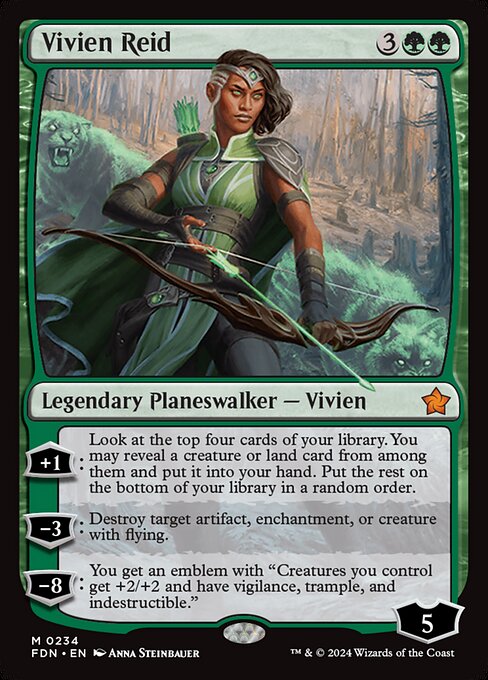 Vivien Reid 3
Legendary Planeswalker — Vivien
+1 : Look at the top four cards of your library. You
may reveal a creature or land card from among
them and put it into your hand. Put the rest on
the bottom of your library in a random order.
−3 : Destroy target artifact, enchantment, or creature
with flying.
−8 : You get an emblem with “Creatures you control
get +2/+2 and have vigilance, trample, and
indestructible.”
5
M 0234
FDN • EN Anna Steinbauer ™ & © 2024 Wizards of the Coast